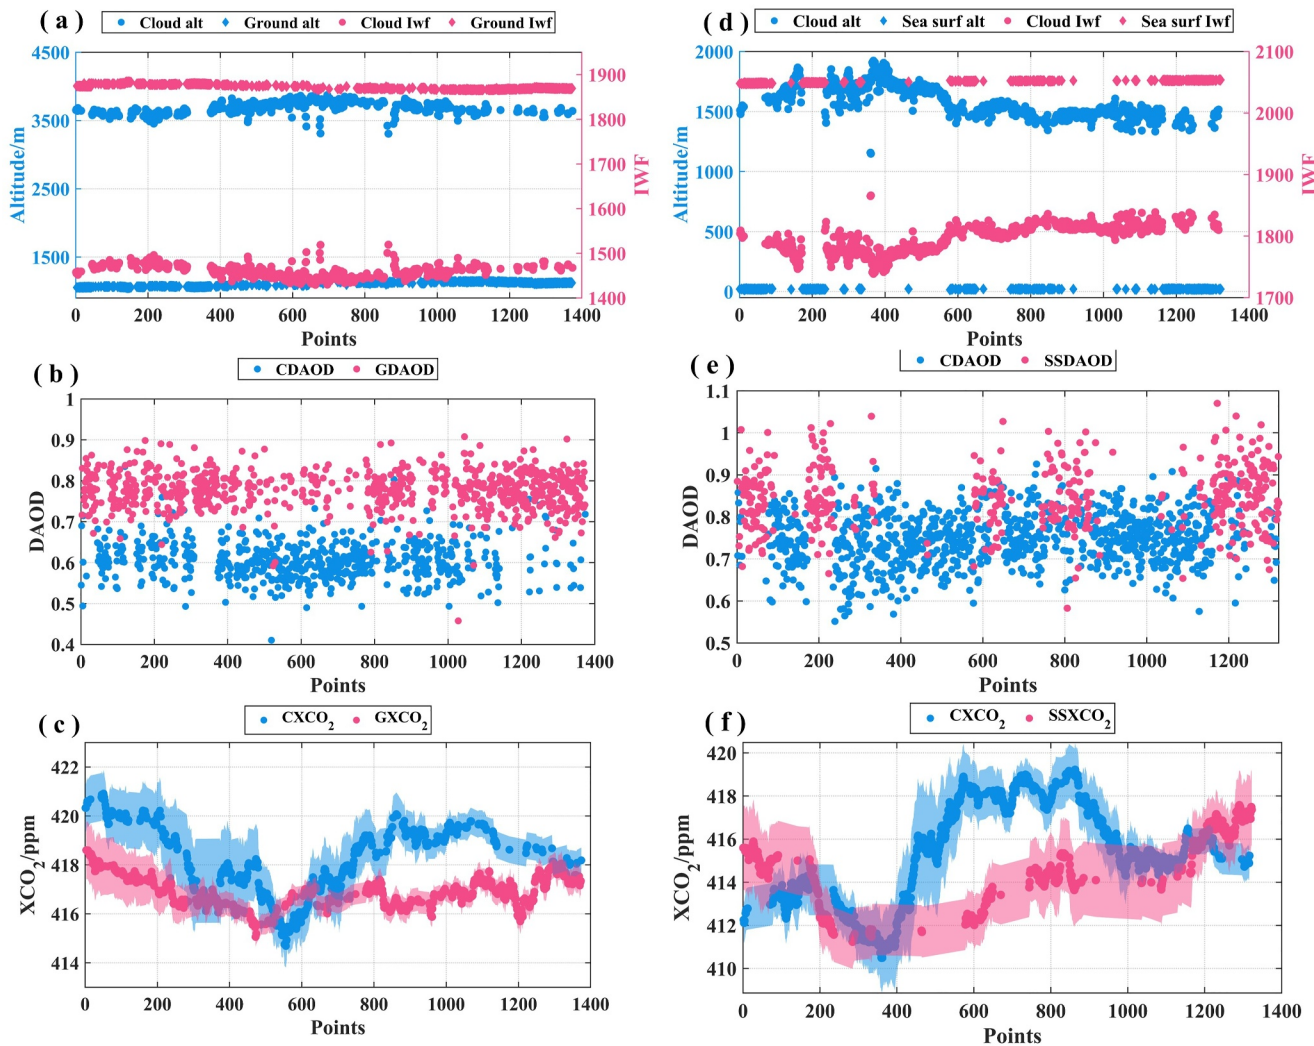 ( a )
Cloud alt Ground alt Cloud Iwf Ground Iwf
4500
3500
2500
1500
Altitude/m
1900
1800
1700
1600
1500
1400
IWF
0 200 400 600 800 1000 1200 1400
Points
( d )
Cloud alt Sea surf alt Cloud Iwf Sea surf Iwf
2000
1500
1000
500
0
Altitude/m
2100
2000
1900
1800
1700
IWF
0 200 400 600 800 1000 1200 1400
Points
( b )
CDAOD GDAOD
1
0.9
0.8
0.7
0.6
0.5
0.4
DAOD
0 200 400 600 800 1000 1200 1400
Points
( e )
CDAOD SSDAOD
1.1
1
0.9
0.8
0.7
0.6
0.5
DAOD
0 200 400 600 800 1000 1200
Points
( c )
CXCO2 GXCO2
422
420
418
416
414
XCO2/ppm
0 200 400 600 800 1000 1200 1400
Points
( f )
CXCO2 SSXCO2
420
418
416
414
412
410
XCO2/ppm
0 200 400 600 800 1000 1200 1400
Points